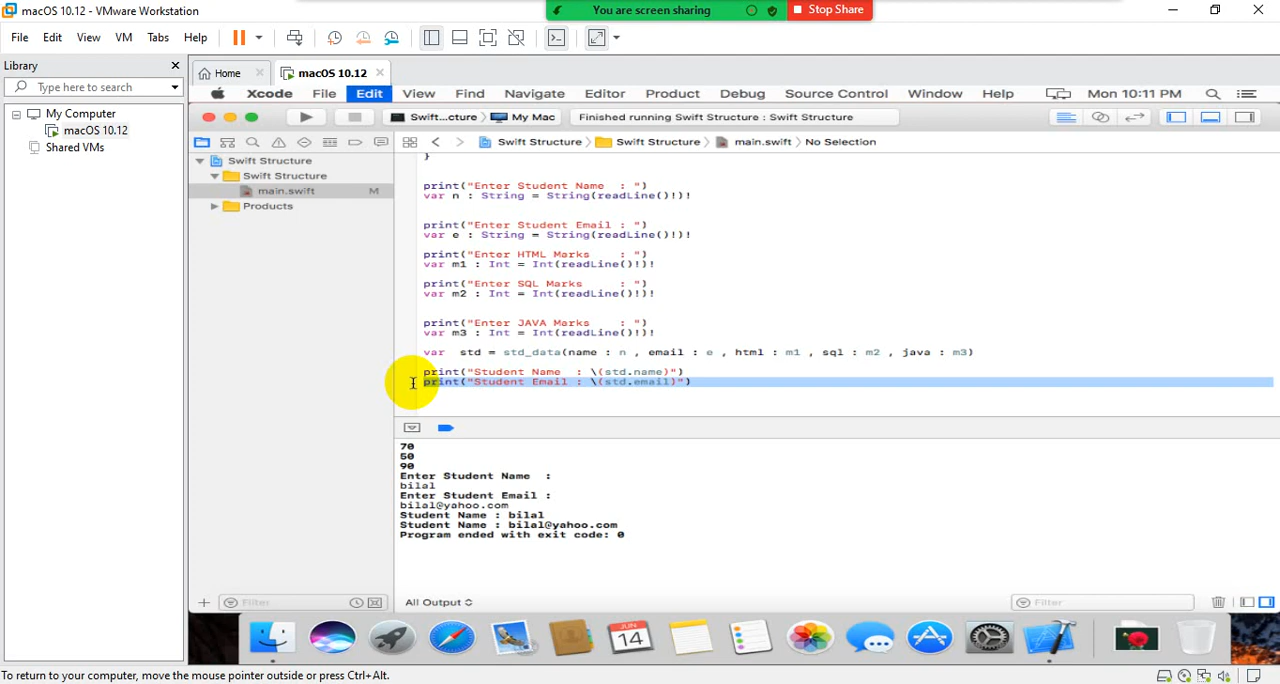 macOS 10.12 - VMware Workstation
You are screen sharing
Stop Share
File Edit View VM Tabs Help
Library
Type here to search
My Computer
macOS 10.12
Shared VMs
Home
macOS 10.12
Xcode File Edit View Find Navigate Editor Product Debug Source Control Window Help Mon 10:11 PM
Swift...cture
My Mac
Finished running Swift Structure : Swift Structure
Swift Structure
Swift Structure
main.swift
No Selection
Swift Structure
Swift Structure
main.swift M
Products
}
print("Enter Student Name  : ")
var n : String = String(readLine()!)!
print("Enter Student Email : ")
var e : String = String(readLine()!)!
print("Enter HTML Marks    : ")
var m1 : Int = Int(readLine()!)!
print("Enter SQL Marks     : ")
var m2 : Int = Int(readLine()!)!
print("Enter JAVA Marks    : ")
var m3 : Int = Int(readLine()!)!
var  std = std_data(name : n , email : e , html : m1 , sql : m2 , java : m3)
print("Student Name  : \(std.name)")
print("Student Email : \(std.email)")
70
50
90
Enter Student Name  :
bilal
Enter Student Email :
bilal@yahoo.com
Student Name : bilal
Student Name : bilal@yahoo.com
Program ended with exit code: 0
Filter
All Output
Filter
JUN
14
To return to your computer, move the mouse pointer outside or press Ctrl+Alt.